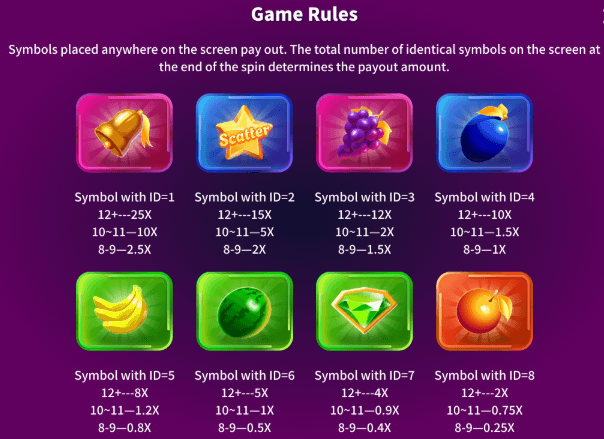 Game Rules
Symbols placed anywhere on the screen pay out. The total number of identical symbols on the screen at
the end of the spin determines the payout amount.
Scatter
Symbol with ID=1
12+---25X
10~11—10X
8-9—2.5X
Symbol with ID=2
12+---15X
10~11—5X
8-9—2X
Symbol with ID=3
12+---12X
10~11—2X
8-9—1.5X
Symbol with ID=4
12+---10X
10~11—1.5X
8-9—1X
Symbol with ID=5
12+---8X
10~11—1.2X
8-9—0.8X
Symbol with ID=6
12+---5X
10~11—1X
8-9—0.5X
Symbol with ID=7
12+---4X
10~11—0.9X
8-9—0.4X
Symbol with ID=8
12+---2X
10~11—0.75X
8-9—0.25X